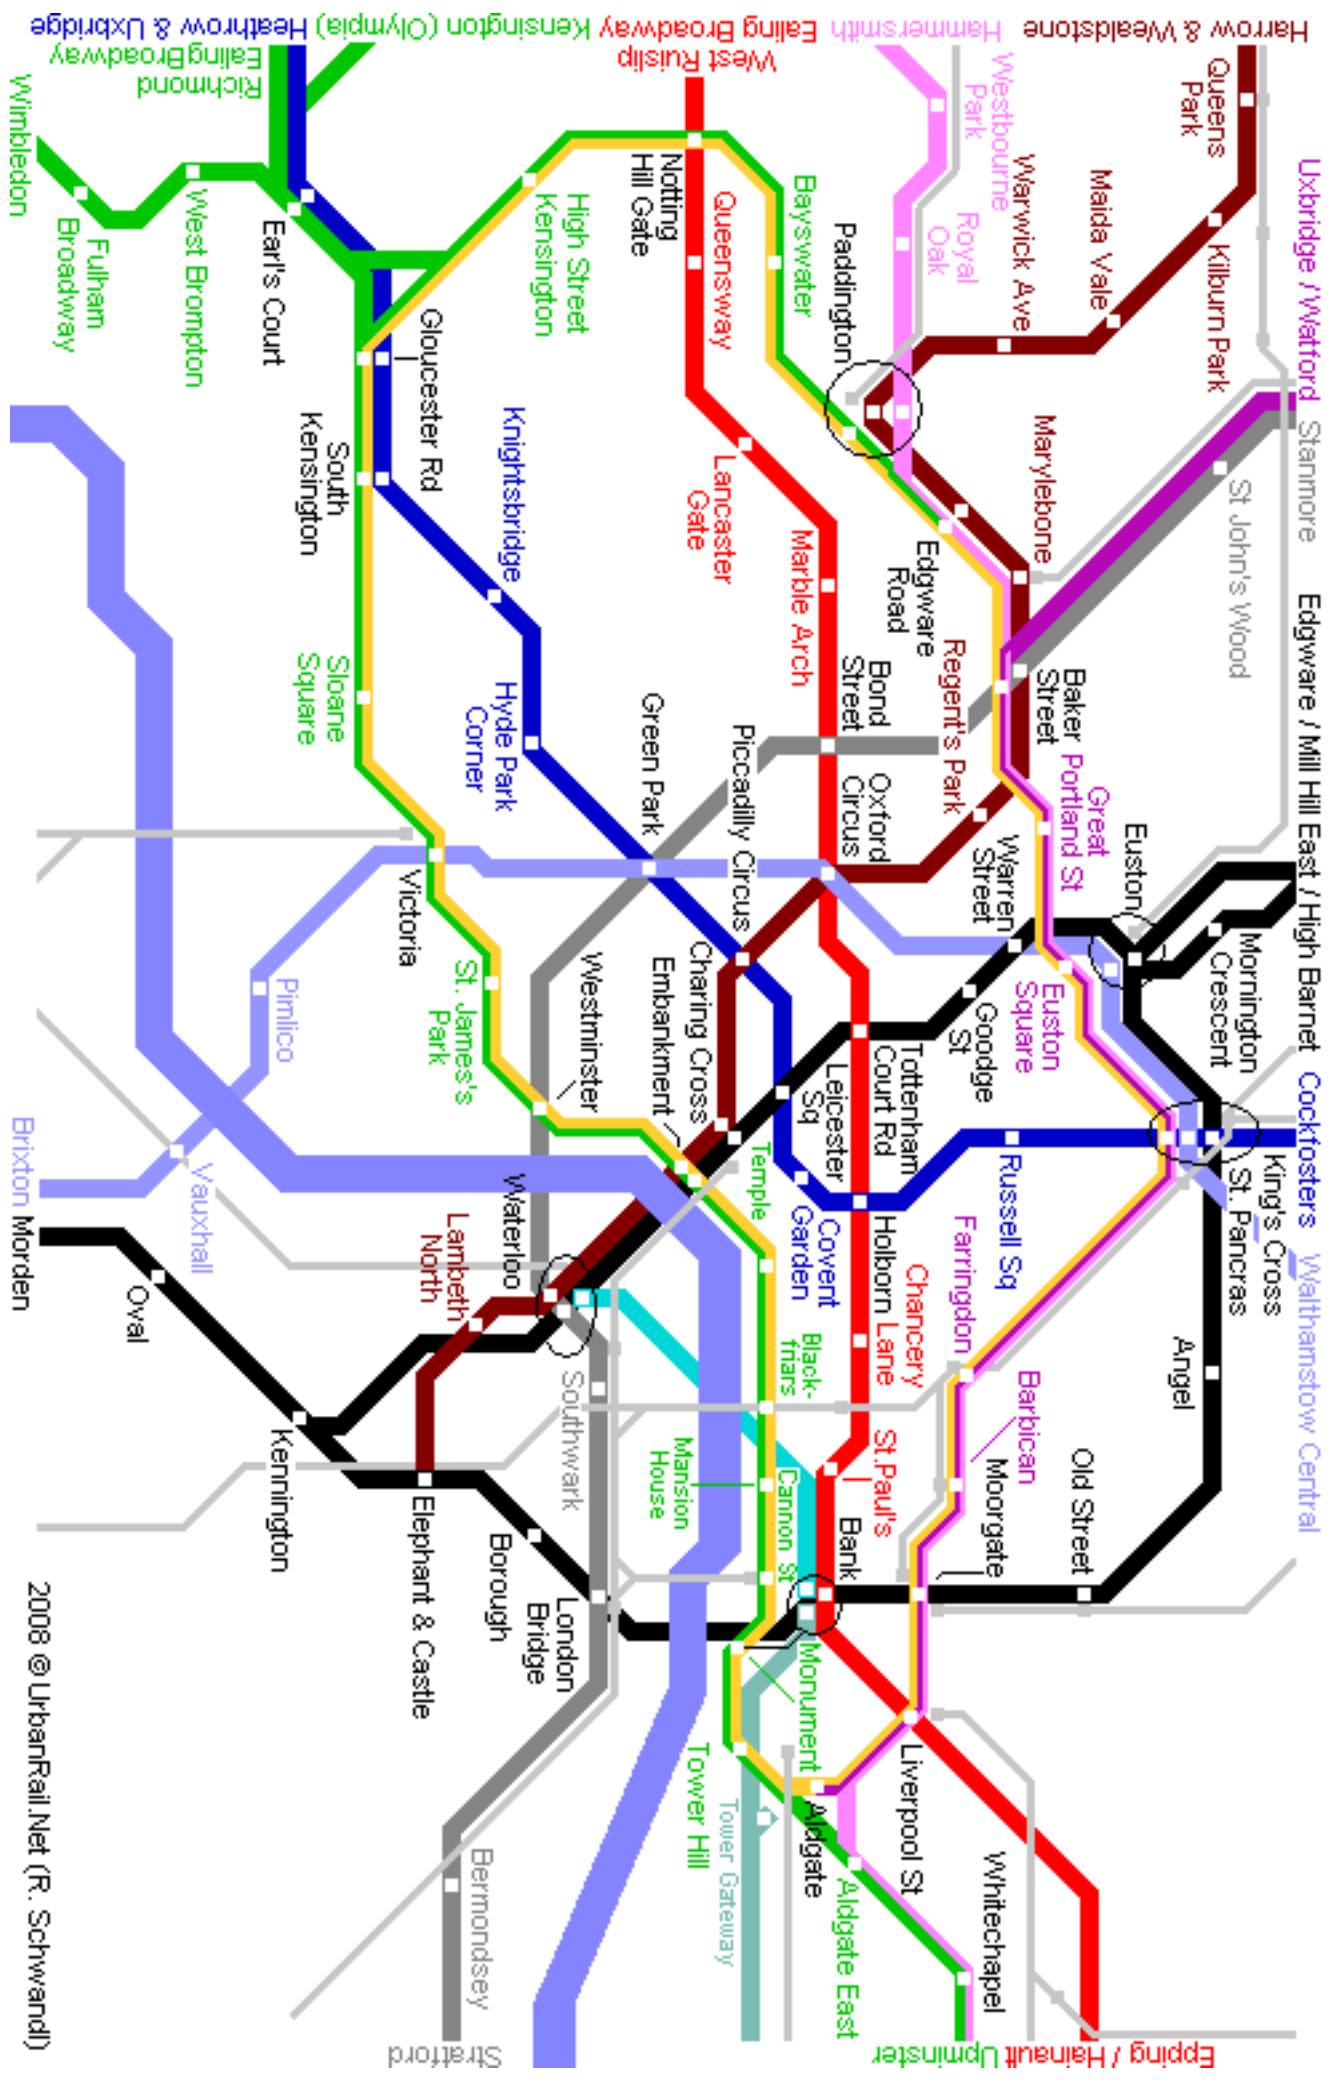 Harrow & Wealdstone
Hammersmith
Ealing Broadway
West Ruislip
Kensington (Olympia)
Heathrow & Uxbridge
Ealing Broadway
Richmond
Wimbledon
Uxbridge / Watford
Stanmore
Edgware / Mill Hill East / High Barnet
Cockfosters
Walthamstow Central
Queens
Park
Kilburn Park
Maida Vale
Warwick Ave
Westbourne
Park
Royal
Oak
Paddington
Bayswater
Queensway
Notting
Hill Gate
High Street
Kensington
Earl's Court
West Brompton
Fulham
Broadway
St John's Wood
Marylebone
Edgware
Road
Marble Arch
Lancaster
Gate
Knightsbridge
Gloucester Rd
South
Kensington
Baker
Street
Regent's Park
Bond
Street
Hyde Park
Corner
Sloane
Square
Great
Portland St
Euston
Warren
Street
Oxford
Circus
Piccadilly Circus
Green Park
Victoria
Mornington
Crescent
Euston
Square
Goodge
St
Tottenham
Court Rd
Leicester
Sq
Charing Cross
Embankment
Westminster
St. James's
Park
Pimlico
King's Cross
St. Pancras
Russell Sq
Farringdon
Holborn
Covent
Garden
Temple
Waterloo
Lambeth
North
Vauxhall
Brixton
Morden
Angel
Barbican
Chancery
Lane
Black-
friars
Southwark
Oval
Kennington
Old Street
Moorgate
St.Paul's
Bank
Cannon St
Mansion
House
Borough
Elephant & Castle
London
Bridge
Monument
Liverpool St
Aldgate
Tower Hill
Tower Gateway
Whitechapel
Aldgate East
Bermondsey
Epping / Hainault
Upminster
Stratford
2008 @ UrbanRail.Net (R. Schwandl)